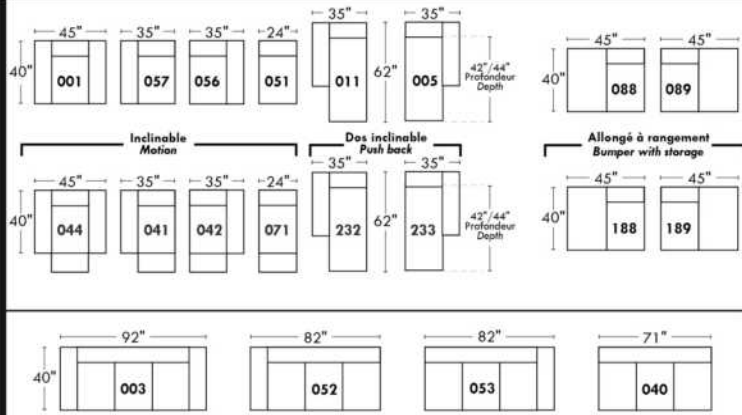 45" 35" 35" 24" 35" 35" 45" 45"
40" 001 057 056 051 011 62" 005 42"/44" Profondeur Depth 40" 088 089
Inclinable Dos inclinable Allongé à rangement
Motion Push back Bumper with storage
45" 35" 35" 24" 35" 35" 45" 45"
40" 044 041 042 071 232 62" 233 42"/44" Profondeur Depth 40" 188 189
92" 82" 82" 71"
40" 003 052 053 040